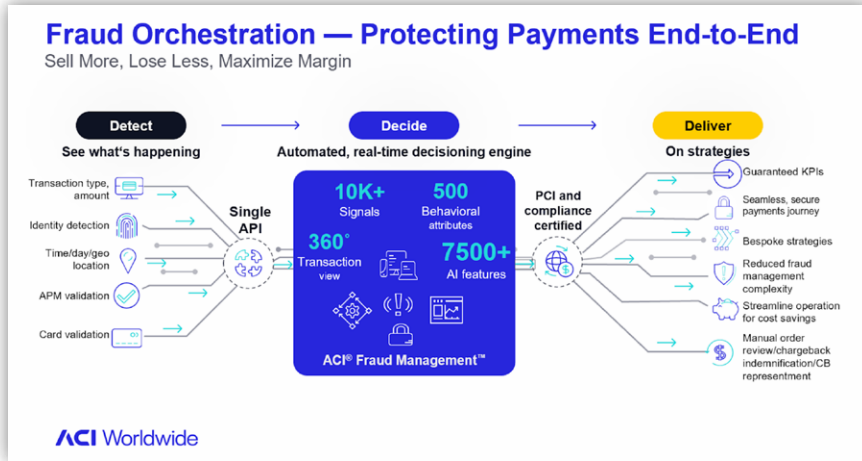 Fraud Orchestration — Protecting Payments End-to-End
Sell More, Lose Less, Maximize Margin
Detect
See what's happening
Transaction type,
amount
Identity detection
Time/day/geo
location
APM validation
Card validation
Single
API
Decide
Automated, real-time decisioning engine
10K+
Signals
500
Behavioral
attributes
360°
Transaction
view
7500+
AI features
ACI® Fraud Management™
PCI and
compliance
certified
Deliver
On strategies
Guaranteed KPIs
Seamless, secure
payments journey
Bespoke strategies
Reduced fraud
management
complexity
Streamline operation
for cost savings
Manual order
review/chargeback
indemnification/CB
representment
ACI Worldwide